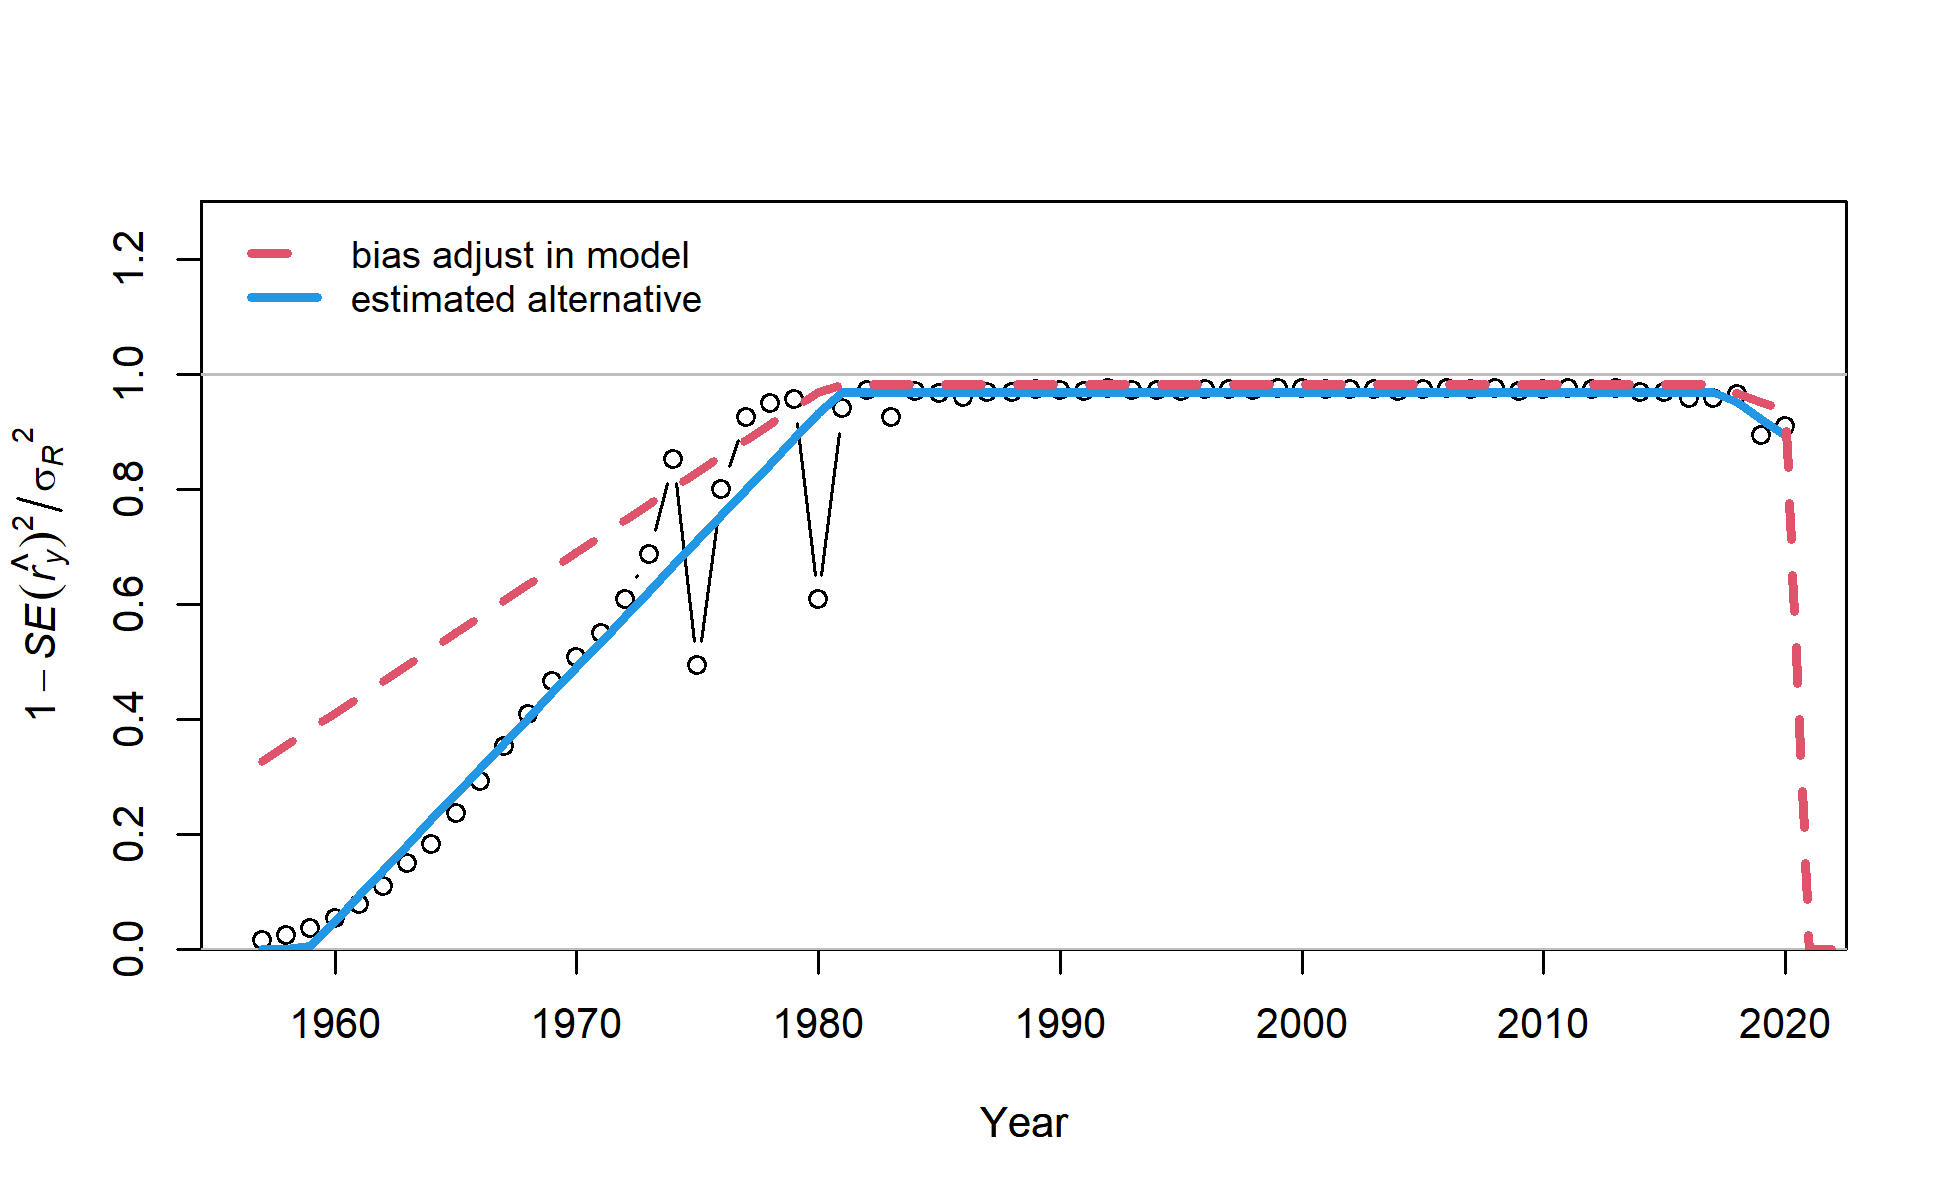 bias adjust in model
estimated alternative
1 − SE(r̂y)² / σR²
1.2
1.0
0.8
0.6
0.4
0.2
0.0
1960 1970 1980 1990 2000 2010 2020
Year